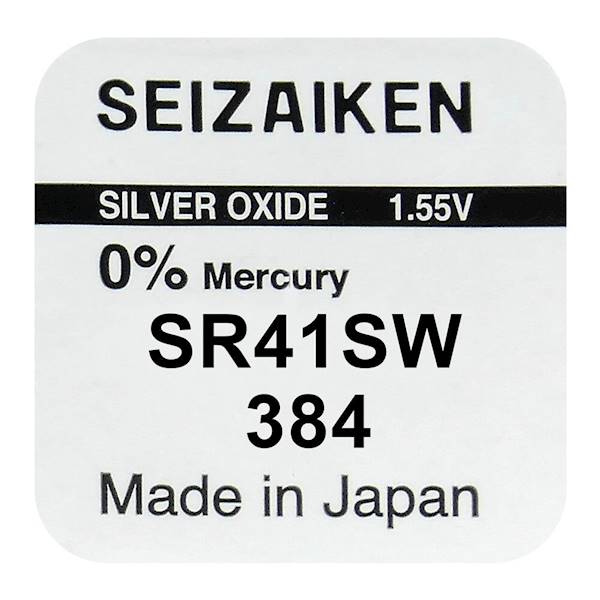 SEIZAIKEN
SILVER OXIDE 1.55V
0% Mercury
SR41SW
384
Made in Japan